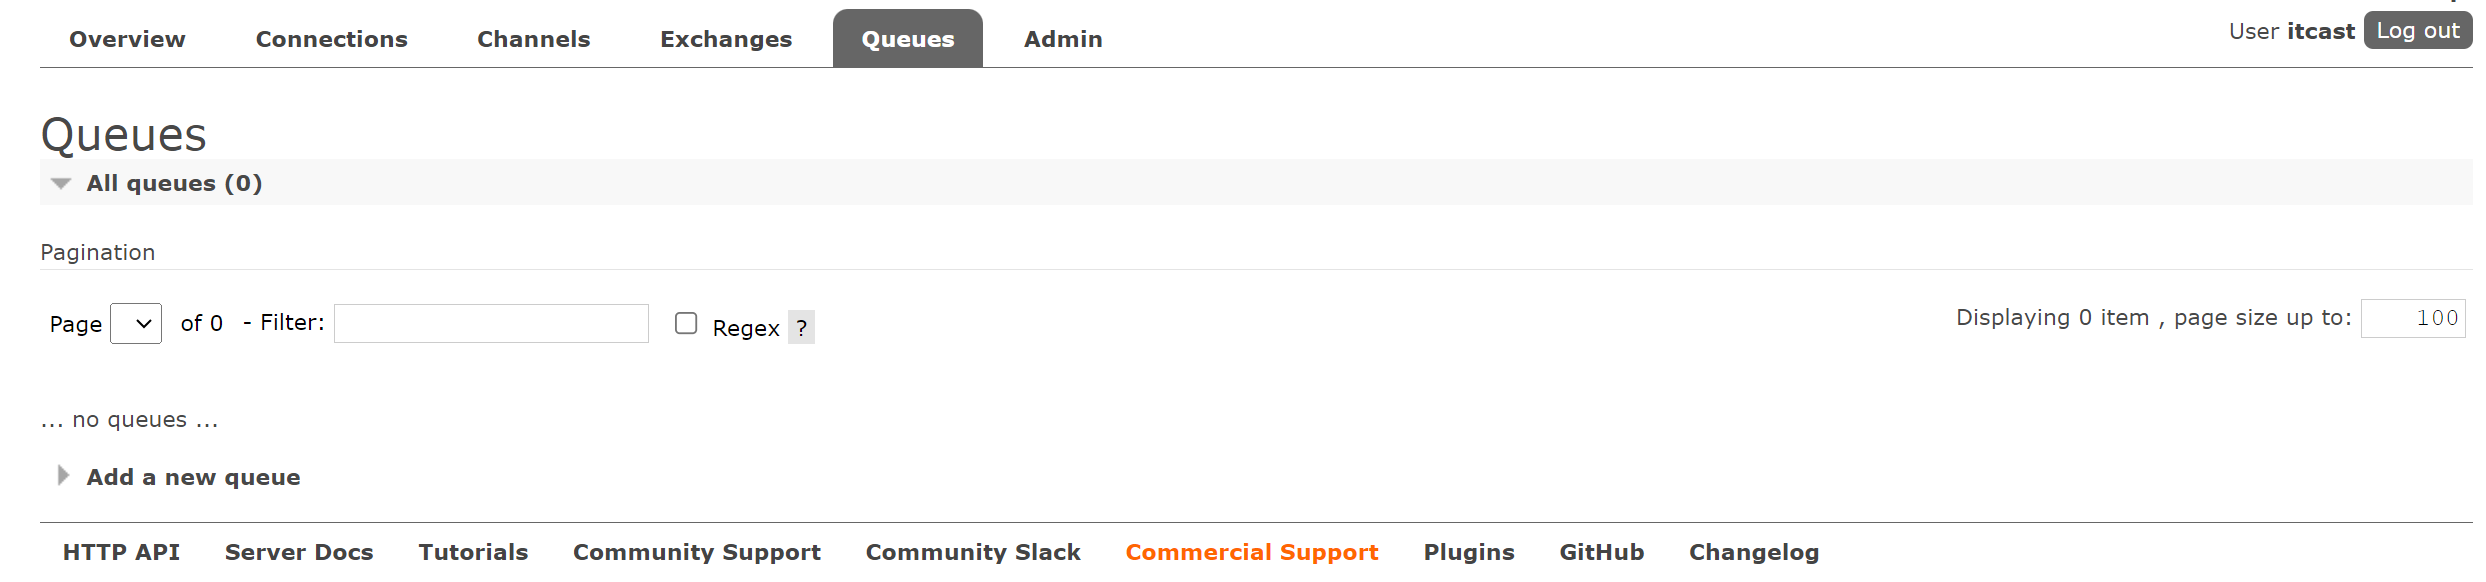 Overview Connections Channels Exchanges Queues Admin
User itcast Log out
Queues
All queues (0)
Pagination
Page of 0 - Filter: Regex ? Displaying 0 item , page size up to: 100
... no queues ...
Add a new queue
HTTP API Server Docs Tutorials Community Support Community Slack Commercial Support Plugins GitHub Changelog